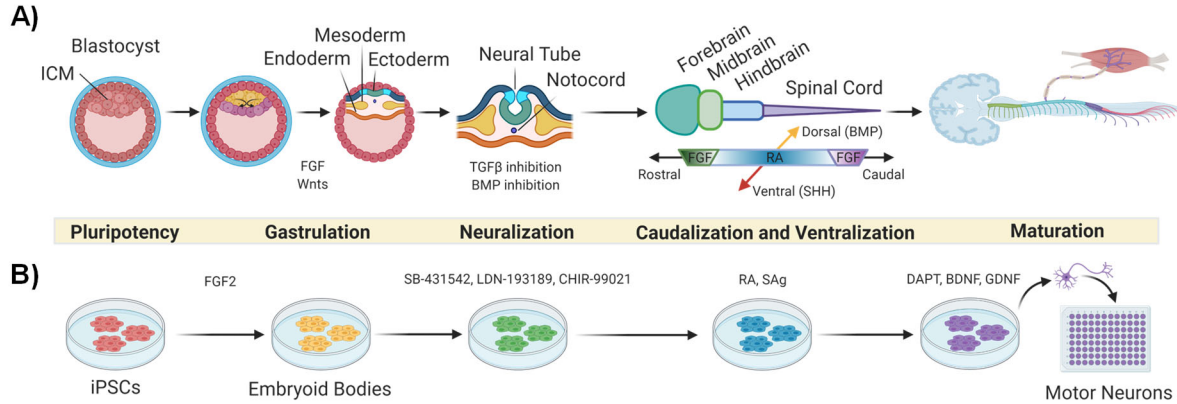 A)
Blastocyst
ICM
Mesoderm
Endoderm
Ectoderm
FGF
Wnts
Neural Tube
Notocord
TGFβ inhibition
BMP inhibition
Forebrain
Midbrain
Hindbrain
Spinal Cord
Dorsal (BMP)
FGF
RA
FGF
Rostral
Caudal
Ventral (SHH)
Pluripotency
Gastrulation
Neuralization
Caudalization and Ventralization
Maturation
B)
FGF2
SB-431542, LDN-193189, CHIR-99021
RA, SAg
DAPT, BDNF, GDNF
iPSCs
Embryoid Bodies
Motor Neurons